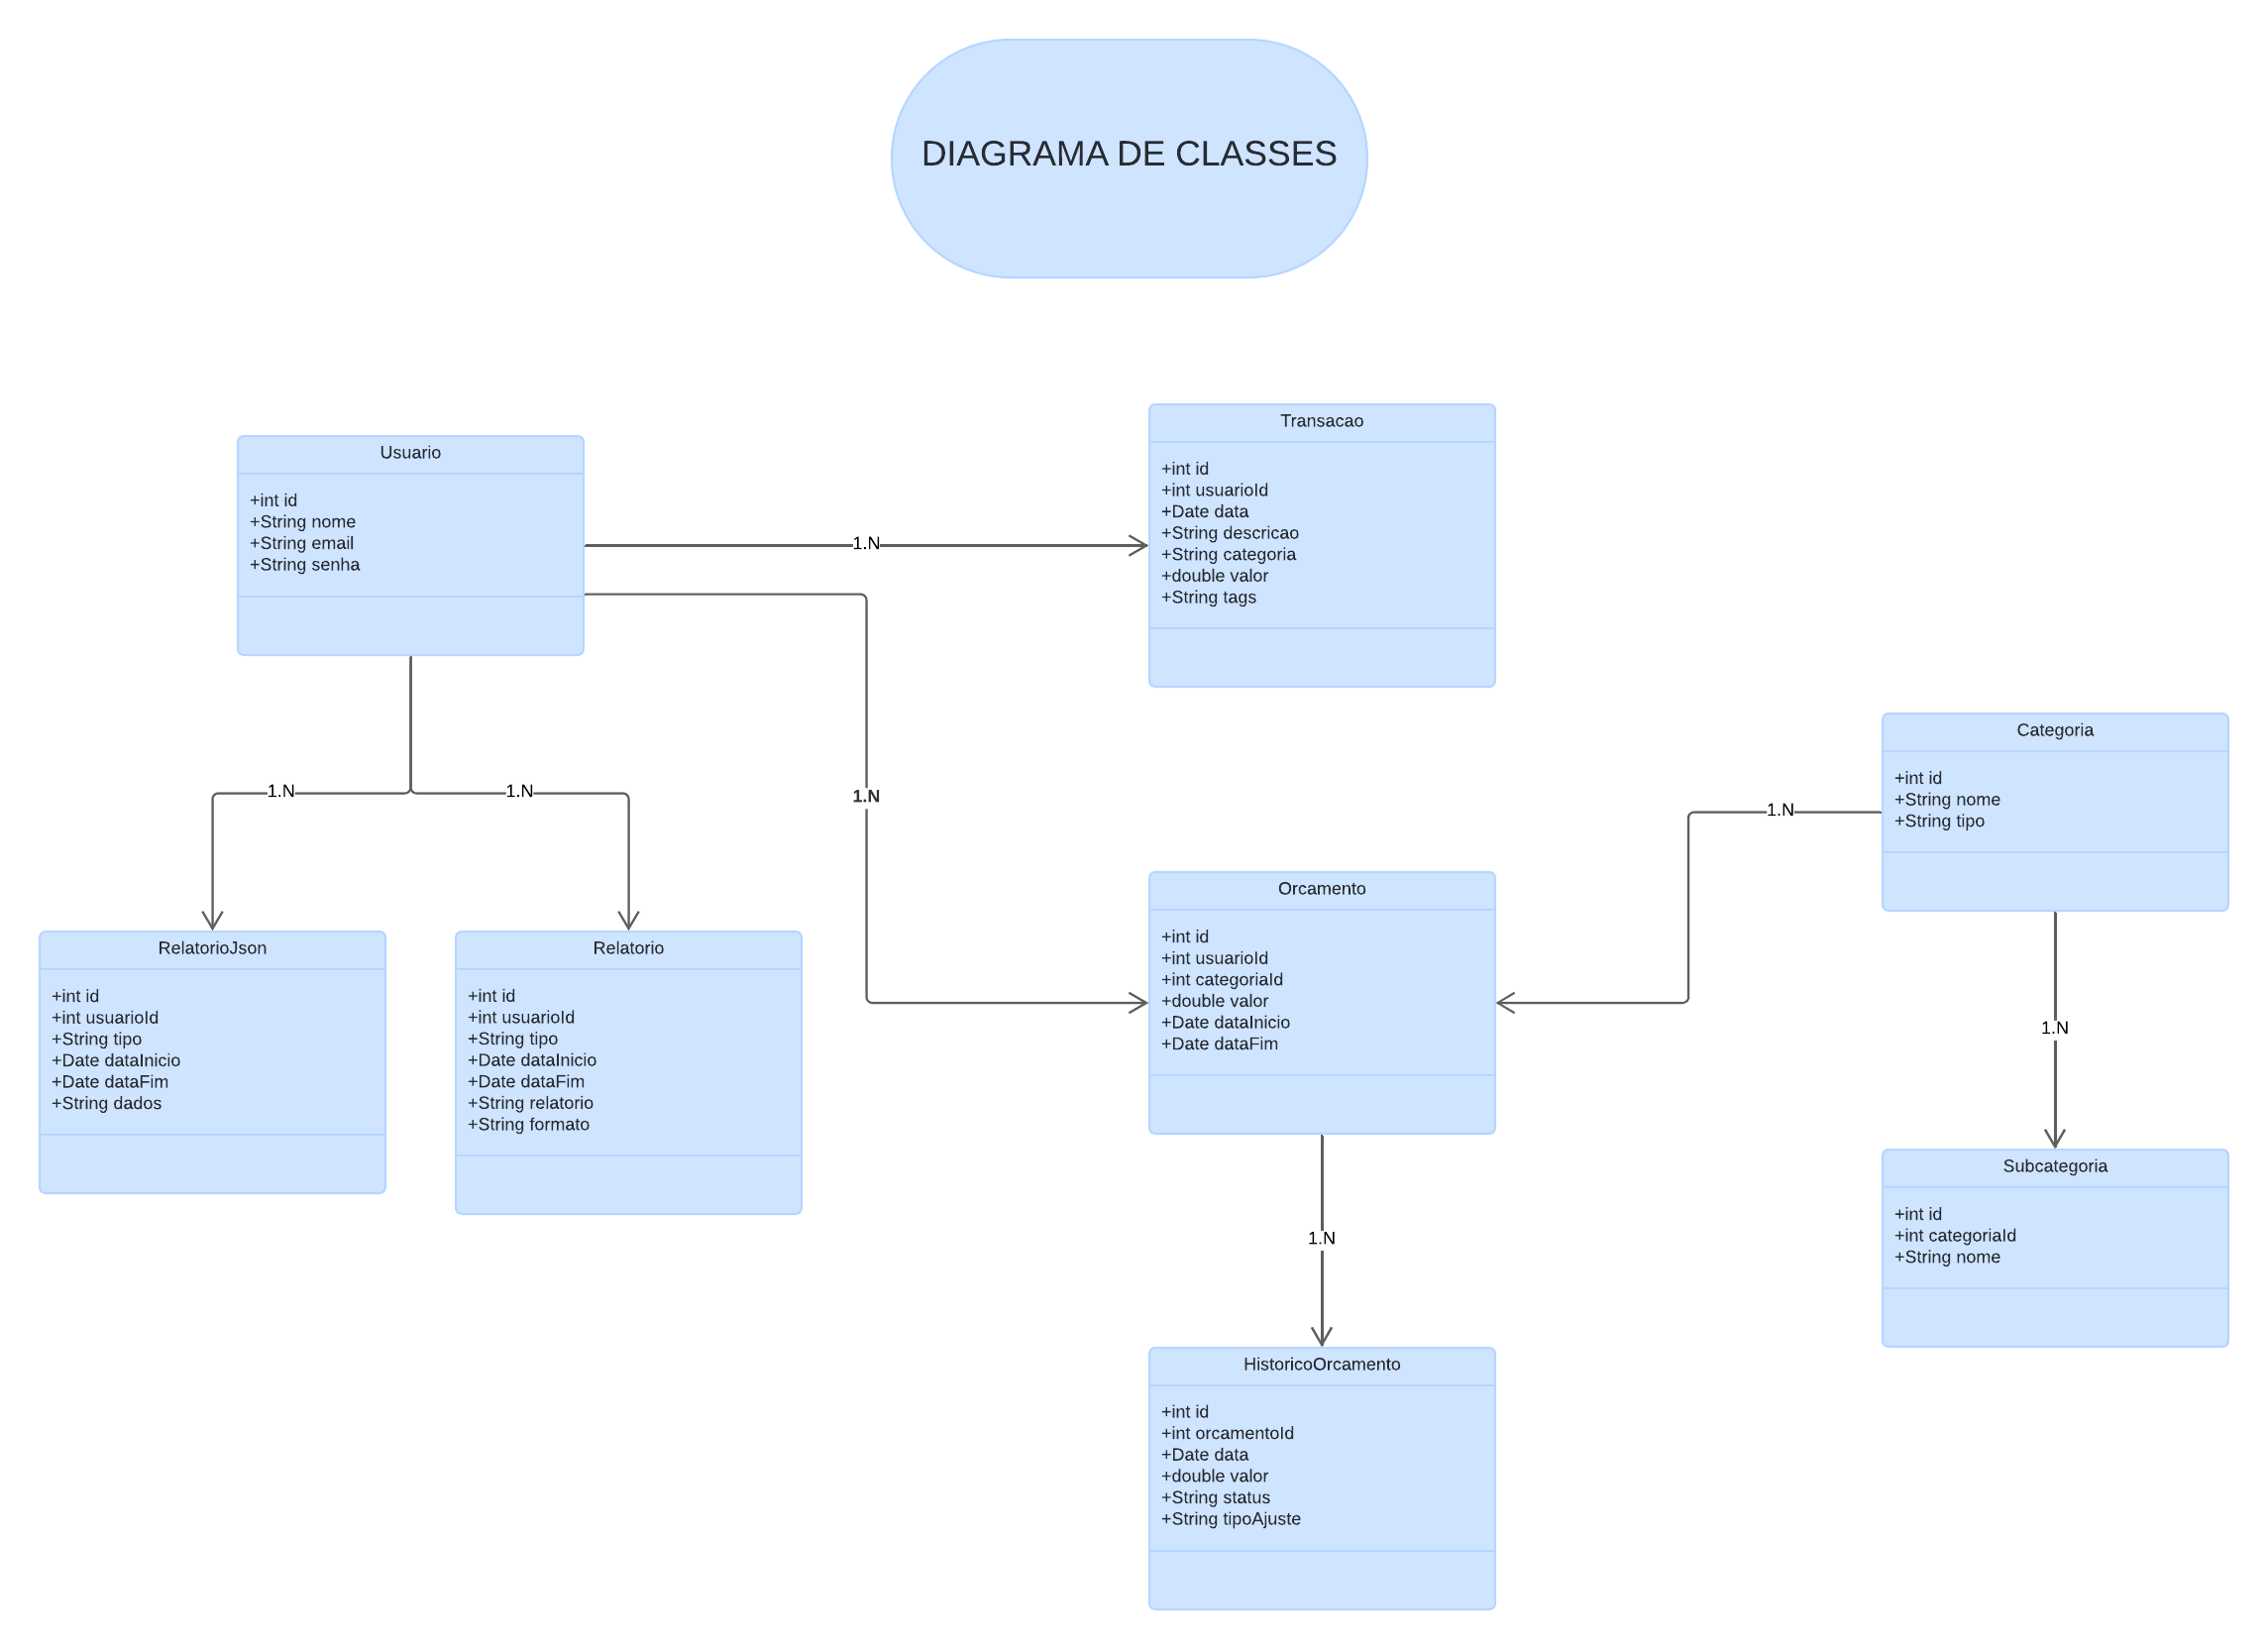 DIAGRAMA DE CLASSES
Usuario
+int id
+String nome
+String email
+String senha
1.N
Transacao
+int id
+int usuarioId
+Date data
+String descricao
+String categoria
+double valor
+String tags
1.N
1.N
1.N
Categoria
+int id
+String nome
+String tipo
1.N
RelatorioJson
+int id
+int usuarioId
+String tipo
+Date dataInicio
+Date dataFim
+String dados
Relatorio
+int id
+int usuarioId
+String tipo
+Date dataInicio
+Date dataFim
+String relatorio
+String formato
Orcamento
+int id
+int usuarioId
+int categoriaId
+double valor
+Date dataInicio
+Date dataFim
1.N
Subcategoria
+int id
+int categoriaId
+String nome
1.N
HistoricoOrcamento
+int id
+int orcamentoId
+Date data
+double valor
+String status
+String tipoAjuste